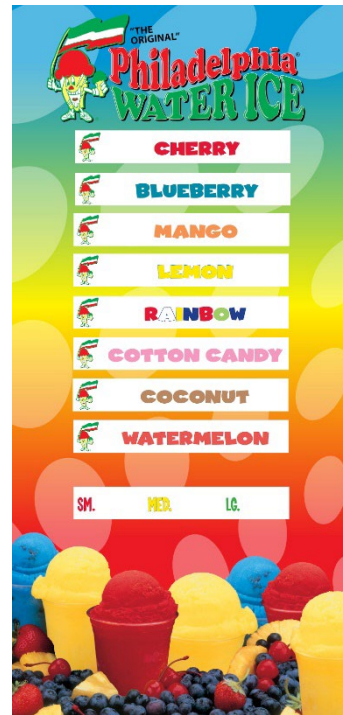 "THE
ORIGINAL"
Philadelphia
WATER ICE
CHERRY
BLUEBERRY
MANGO
LEMON
RAINBOW
COTTON CANDY
COCONUT
WATERMELON
SM. MED. LG.